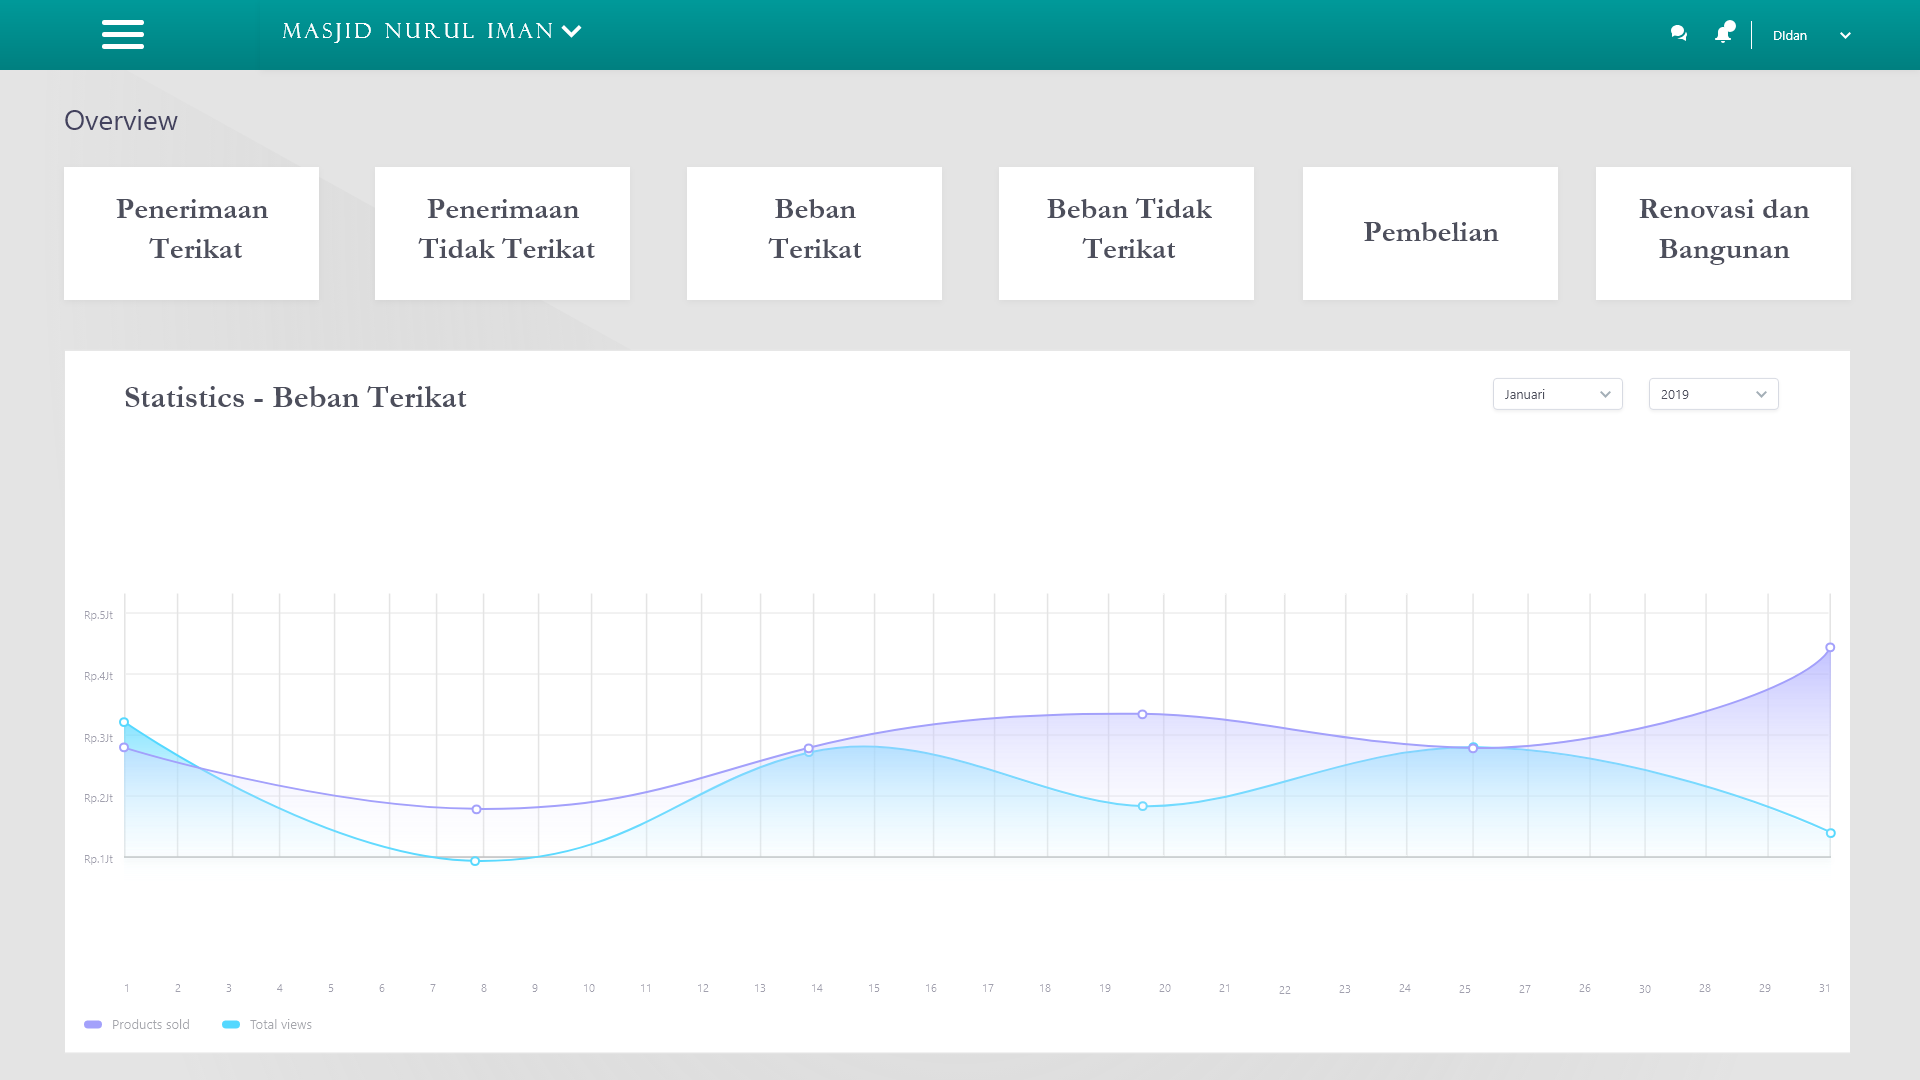 MASJID NURUL IMAN
DIdan
Overview
Penerimaan
Terikat
Penerimaan
Tidak Terikat
Beban
Terikat
Beban Tidak
Terikat
Pembelian
Renovasi dan
Bangunan
Statistics - Beban Terikat
Januari
2019
Rp.5Jt
Rp.4Jt
Rp.3Jt
Rp.2Jt
Rp.1Jt
1 2 3 4 5 6 7 8 9 10 11 12 13 14 15 16 17 18 19 20 21 22 23 24 25 27 26 30 28 29 31
Products sold
Total views